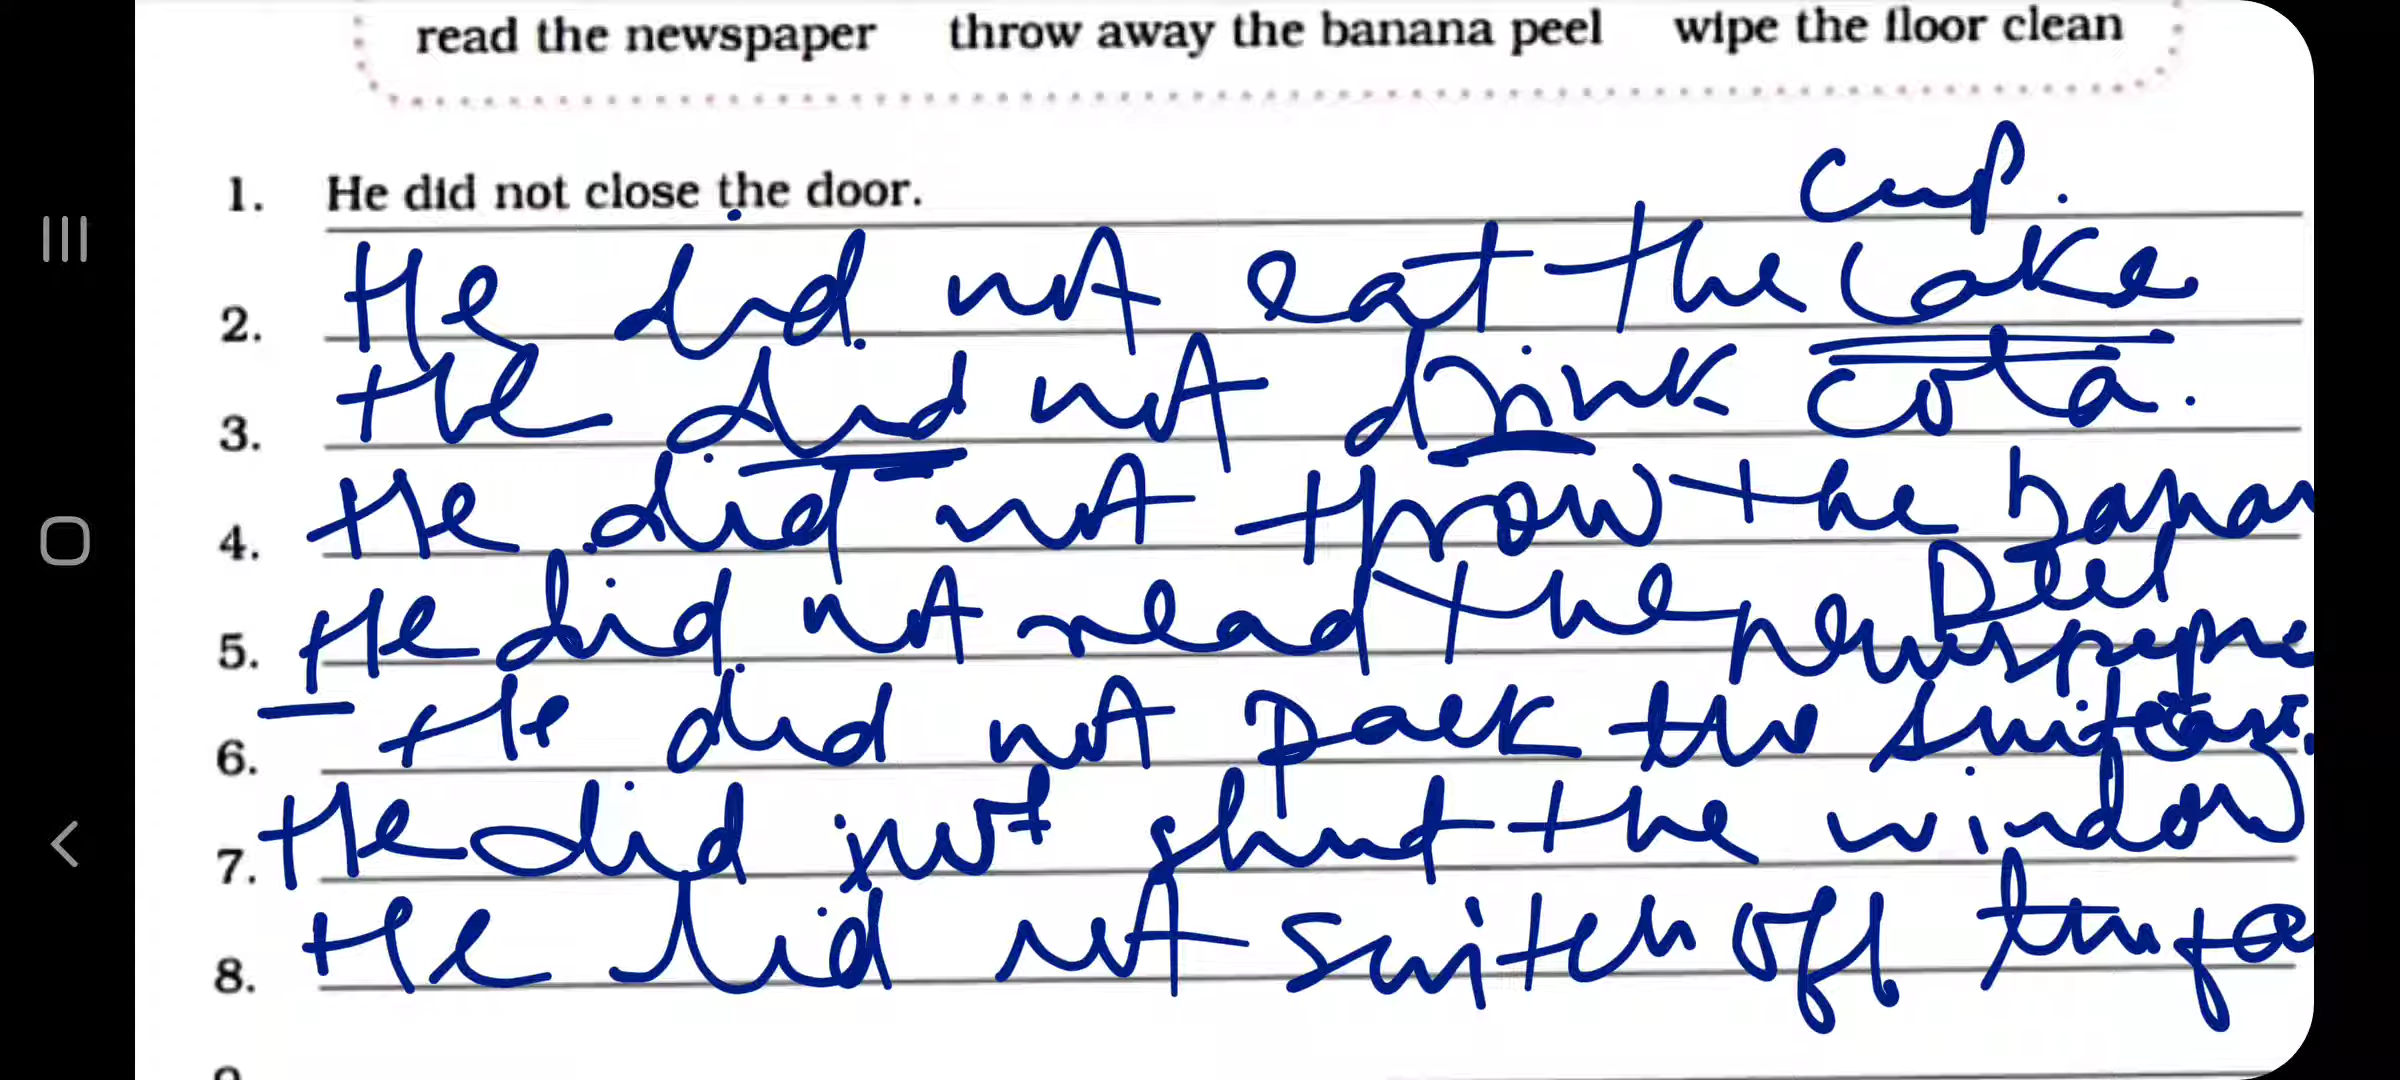 read the newspaper throw away the banana peel wipe the floor clean
1. He did not close the door.
cup.
2. He did not eat the cake
3. He did not drink cola.
4. He did not throw the banan
peel
5. He did not read the newspape
6. He did not pack the suitcase.
7. He did not shut the window
8. He did not switch off the fa